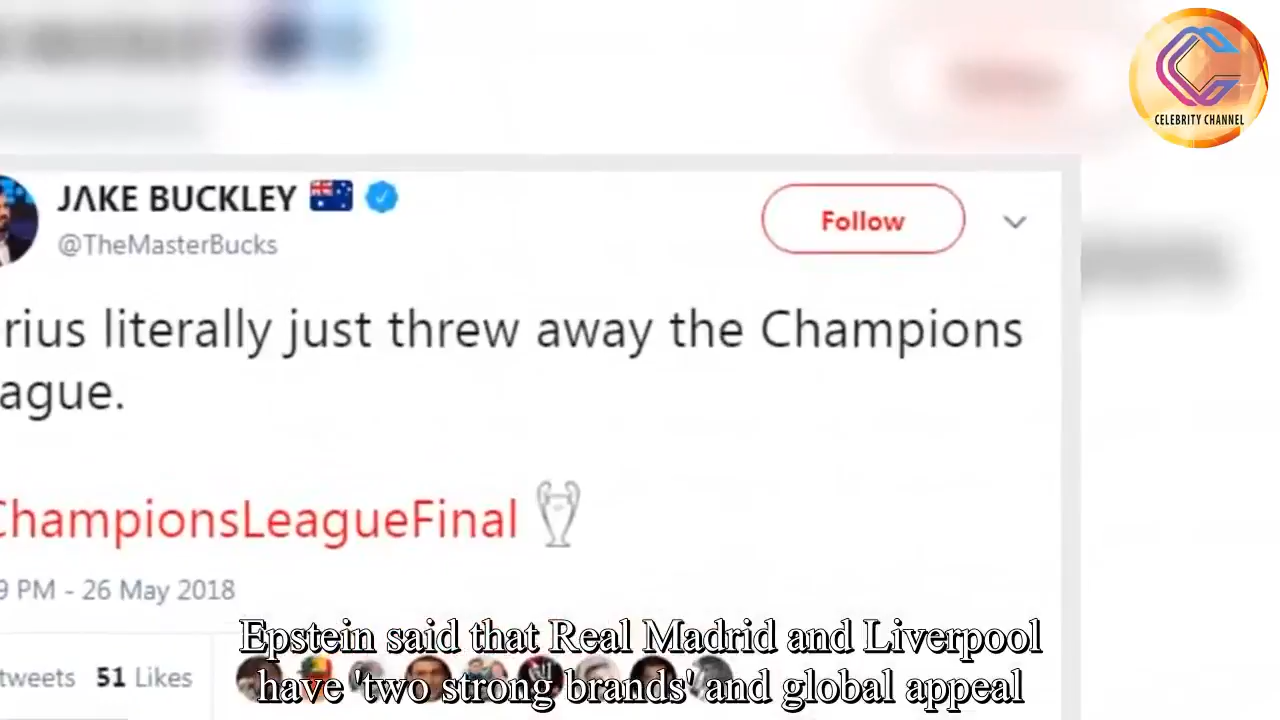 CELEBRITY CHANNEL
JΛKE BUCKLEY
@TheMasterBucks
Follow
rius literally just threw away the Champions
ague.
ChampionsLeagueFinal
9 PM - 26 May 2018
tweets 51 Likes
Epstein said that Real Madrid and Liverpool
have 'two strong brands' and global appeal